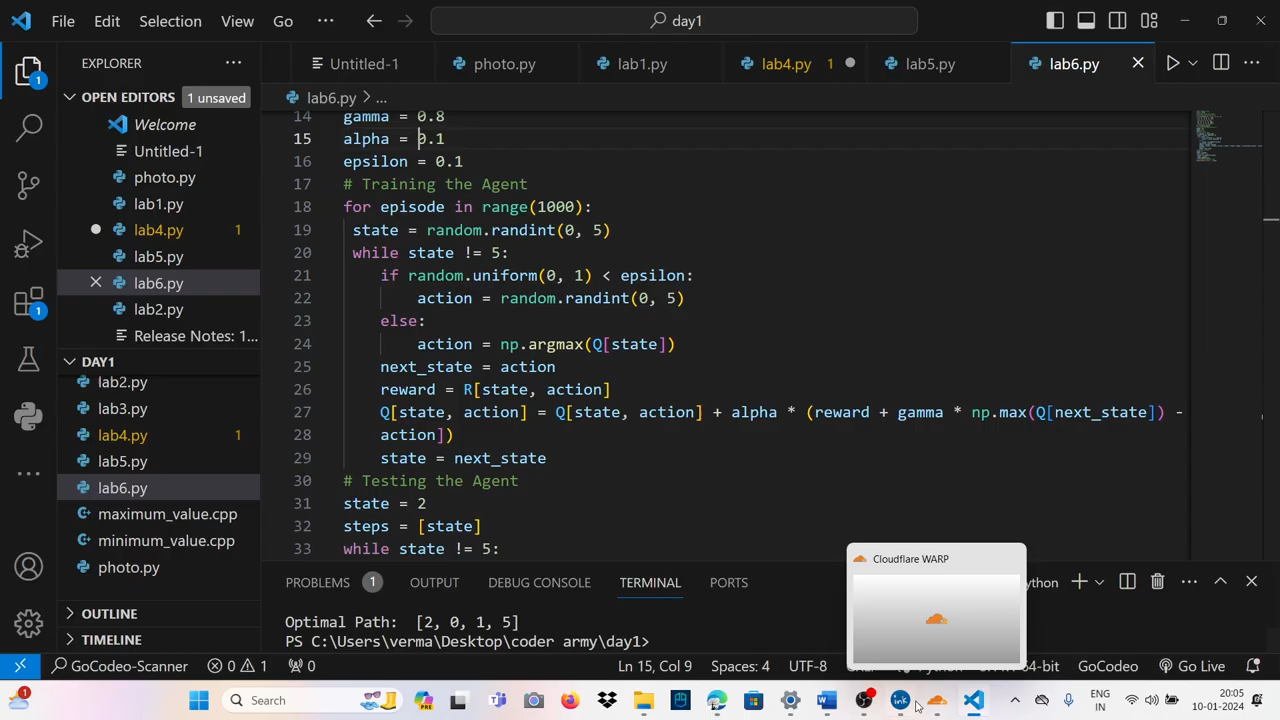 File Edit Selection View Go ··· day1
EXPLORER ···
OPEN EDITORS 1 unsaved
Welcome
Untitled-1
photo.py
lab1.py
lab4.py 1
lab5.py
lab6.py
lab2.py
Release Notes: 1...
DAY1
lab2.py
lab3.py
lab4.py 1
lab5.py
lab6.py
maximum_value.cpp
minimum_value.cpp
photo.py
OUTLINE
TIMELINE
1
1
Untitled-1 photo.py lab1.py lab4.py 1 lab5.py lab6.py
lab6.py > ...
14 gamma = 0.8
15 alpha = 0.1
16 epsilon = 0.1
17 # Training the Agent
18 for episode in range(1000):
19 state = random.randint(0, 5)
20 while state != 5:
21 if random.uniform(0, 1) < epsilon:
22 action = random.randint(0, 5)
23 else:
24 action = np.argmax(Q[state])
25 next_state = action
26 reward = R[state, action]
27 Q[state, action] = Q[state, action] + alpha * (reward + gamma * np.max(Q[next_state]) -
28 action])
29 state = next_state
30 # Testing the Agent
31 state = 2
32 steps = [state]
33 while state != 5:
PROBLEMS 1 OUTPUT DEBUG CONSOLE TERMINAL PORTS ython
Optimal Path: [2, 0, 1, 5]
PS C:\Users\verma\Desktop\coder army\day1>
Cloudflare WARP
GoCodeo-Scanner 0 1 0 Ln 15, Col 9 Spaces: 4 UTF-8 64-bit GoCodeo Go Live
1 Search PRE ink ENG 20:05
IN 10-01-2024